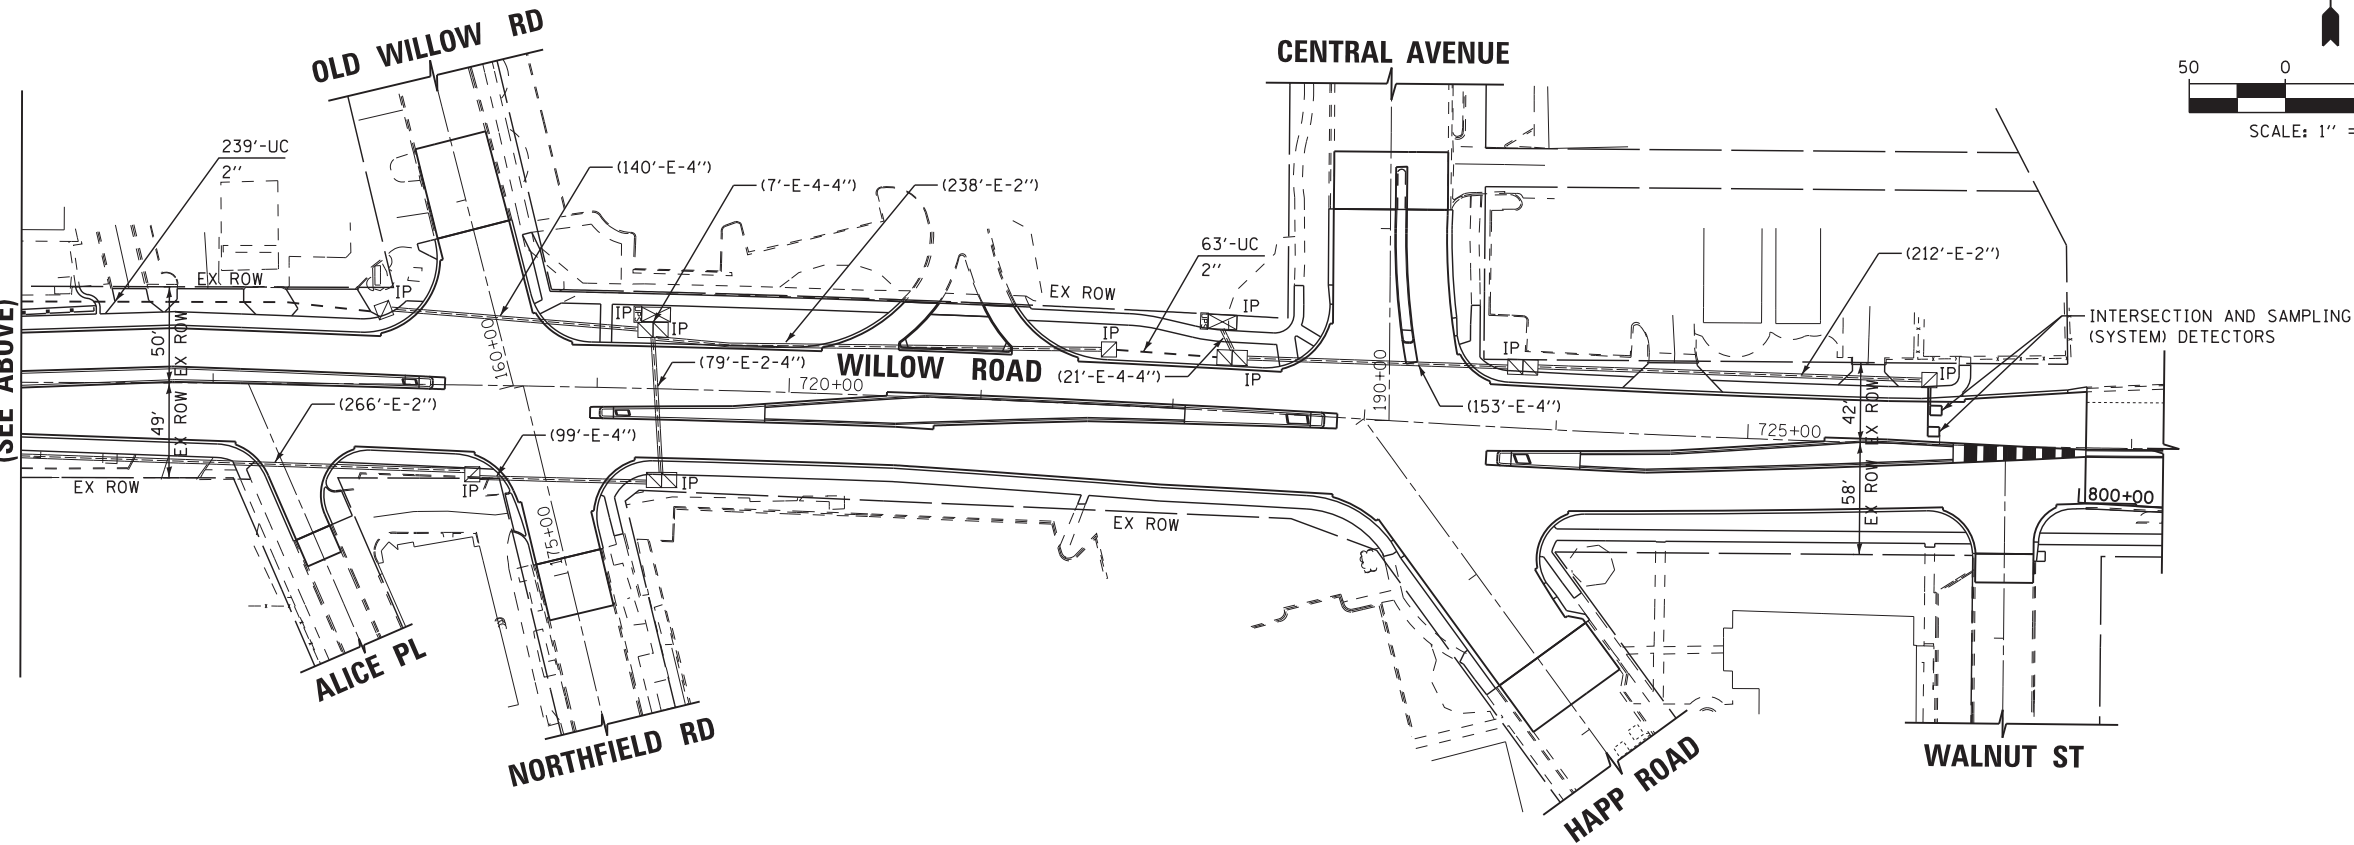 OLD WILLOW RD
CENTRAL AVENUE
50 0
SCALE: 1" =
239'-UC
2"
(140'-E-4")
(7'-E-4-4")
(238'-E-2")
63'-UC
2"
(212'-E-2")
EX ROW
IP
EX ROW
IP
IP
IP
IP
IP
INTERSECTION AND SAMPLING
(SYSTEM) DETECTORS
(SEE ABOVE)
50'
EX ROW
160+00
(79'-E-2-4")
WILLOW ROAD
(21'-E-4-4")
IP
IP
720+00
190+00
(153'-E-4")
42'
EX ROW
49'
EX ROW
(266'-E-2")
(99'-E-4")
725+00
EX ROW
IP
IP
58'
EX ROW
800+00
175+00
EX ROW
ALICE PL
NORTHFIELD RD
HAPP ROAD
WALNUT ST